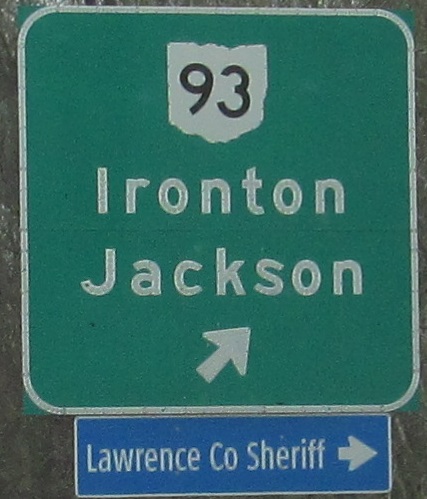 93
Ironton
Jackson
Lawrence Co Sheriff